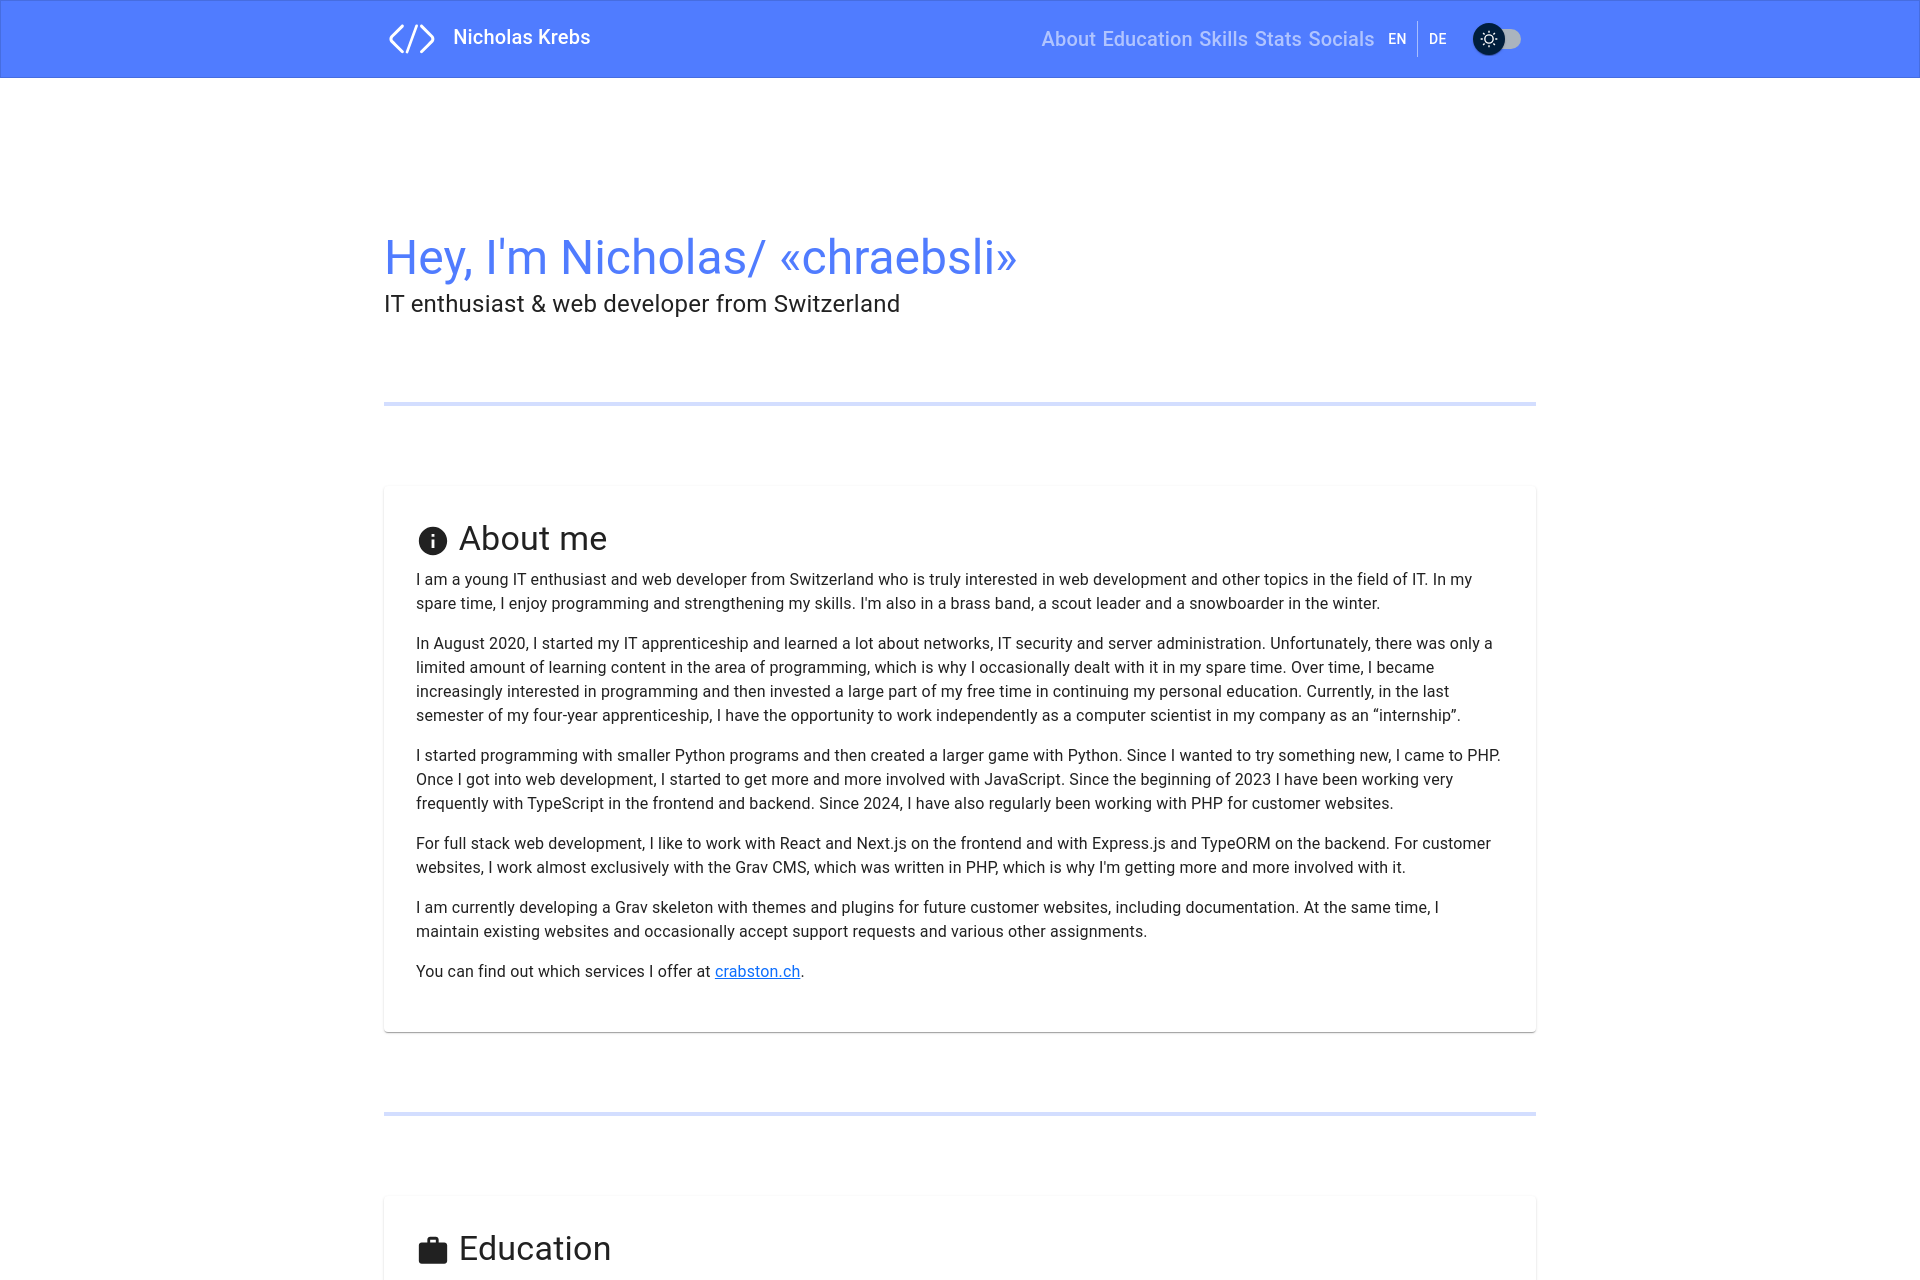 Nicholas Krebs
About Education Skills Stats Socials EN DE
Hey, I'm Nicholas/ «chraebsli»
IT enthusiast & web developer from Switzerland
About me
I am a young IT enthusiast and web developer from Switzerland who is truly interested in web development and other topics in the field of IT. In my
spare time, I enjoy programming and strengthening my skills. I'm also in a brass band, a scout leader and a snowboarder in the winter.
In August 2020, I started my IT apprenticeship and learned a lot about networks, IT security and server administration. Unfortunately, there was only a
limited amount of learning content in the area of programming, which is why I occasionally dealt with it in my spare time. Over time, I became
increasingly interested in programming and then invested a large part of my free time in continuing my personal education. Currently, in the last
semester of my four-year apprenticeship, I have the opportunity to work independently as a computer scientist in my company as an “internship”.
I started programming with smaller Python programs and then created a larger game with Python. Since I wanted to try something new, I came to PHP.
Once I got into web development, I started to get more and more involved with JavaScript. Since the beginning of 2023 I have been working very
frequently with TypeScript in the frontend and backend. Since 2024, I have also regularly been working with PHP for customer websites.
For full stack web development, I like to work with React and Next.js on the frontend and with Express.js and TypeORM on the backend. For customer
websites, I work almost exclusively with the Grav CMS, which was written in PHP, which is why I'm getting more and more involved with it.
I am currently developing a Grav skeleton with themes and plugins for future customer websites, including documentation. At the same time, I
maintain existing websites and occasionally accept support requests and various other assignments.
You can find out which services I offer at crabston.ch.
Education